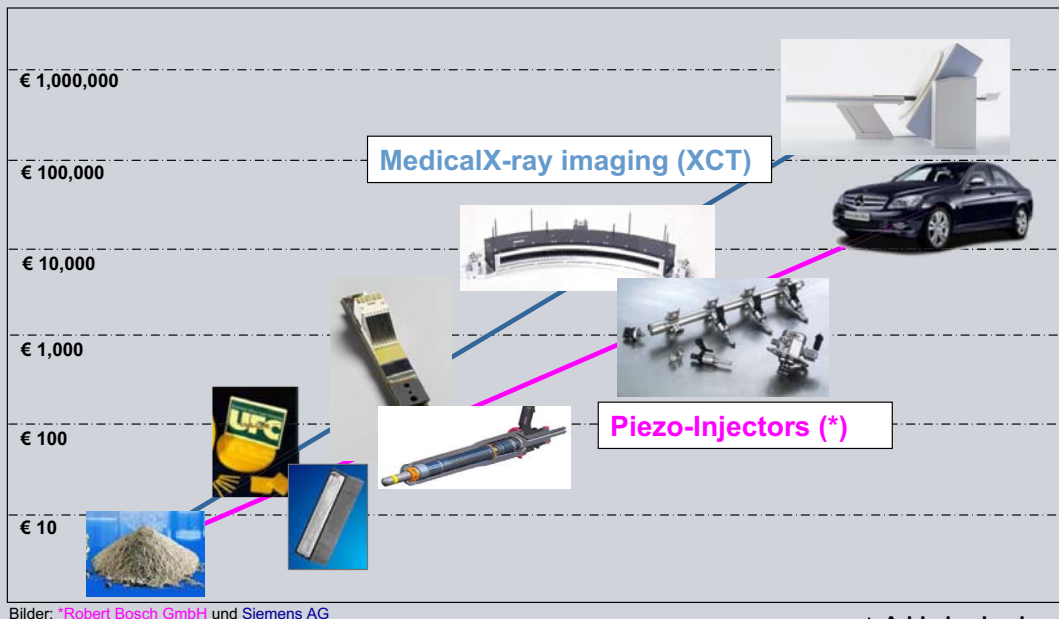 € 1,000,000
€ 100,000
MedicalX-ray imaging (XCT)
€ 10,000
€ 1,000
UFC
€ 100
Piezo-Injectors (*)
€ 10
Bilder: *Robert Bosch GmbH und Siemens AG